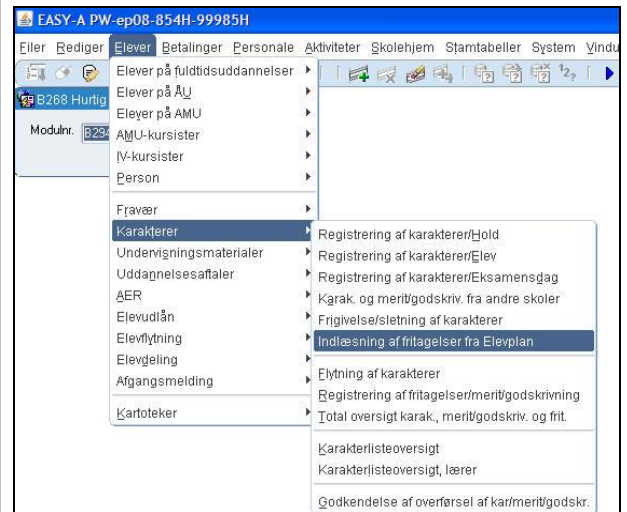 EASY-A PW-ep08-854H-99985H
Filer Rediger Elever Betalinger Personale Aktiviteter Skolehjem Stamtabeller System Vindu
B268 Hurtig
Modulnr. B294
Elever på fuldtidsuddannelser
Elever på ÅU
Elever på AMU
AMU-kursister
IV-kursister
Person
Fravær
Karakterer
Undervisningsmaterialer
Uddannelsesaftaler
AER
Elevudlån
Elevflytning
Elevdeling
Afgangsmelding
Kartoteker
Registrering af karakterer/Hold
Registrering af karakterer/Elev
Registrering af karakterer/Eksamensdag
Karak. og merit/godskriv. fra andre skoler
Frigivelse/sletning af karakterer
Indlæsning af fritagelser fra Elevplan
Flytning af karakterer
Registrering af fritagelser/merit/godskrivning
Total oversigt karak., merit/godskriv. og frit.
Karakterlisteoversigt
Karakterlisteoversigt, lærer
Godkendelse af overførsel af kar/merit/godskr.